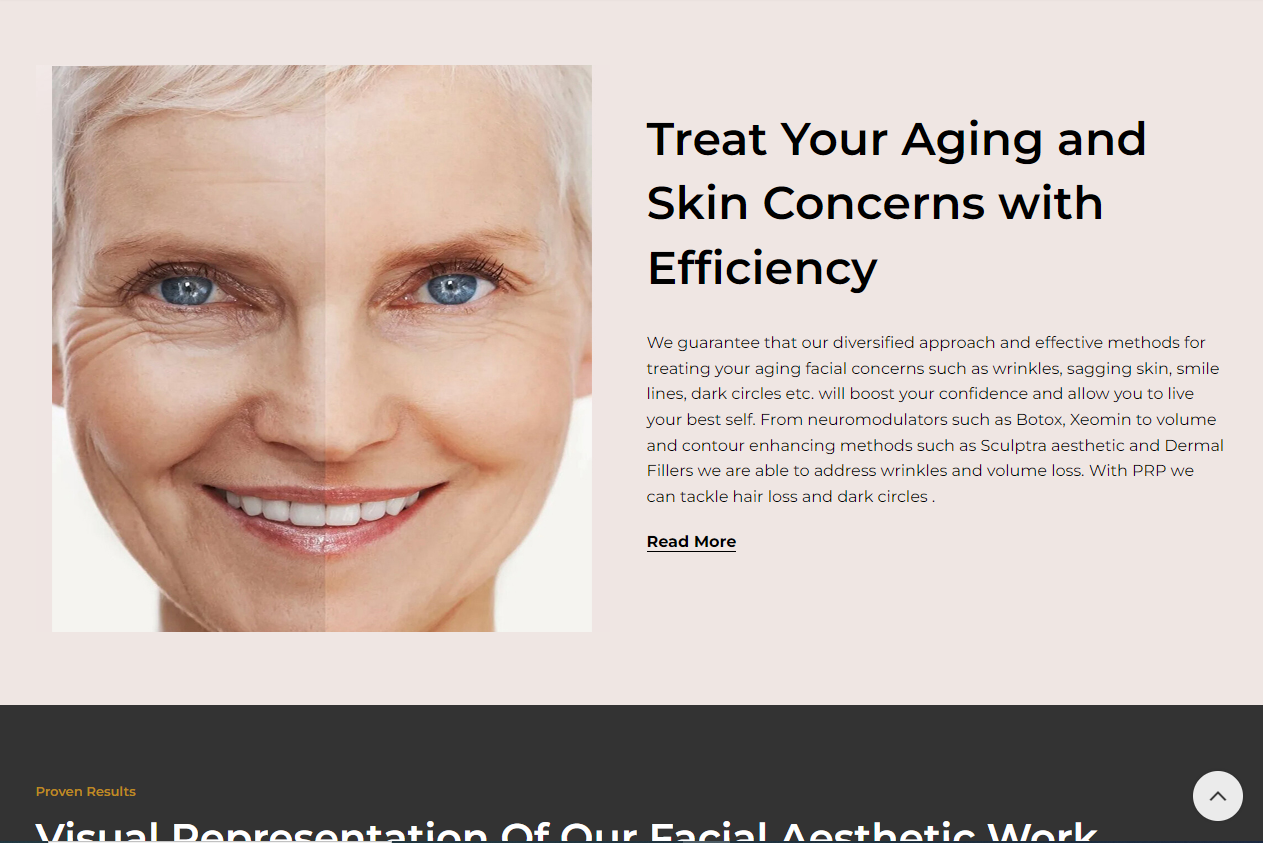 Treat Your Aging and
Skin Concerns with
Efficiency
We guarantee that our diversified approach and effective methods for
treating your aging facial concerns such as wrinkles, sagging skin, smile
lines, dark circles etc. will boost your confidence and allow you to live
your best self. From neuromodulators such as Botox, Xeomin to volume
and contour enhancing methods such as Sculptra aesthetic and Dermal
Fillers we are able to address wrinkles and volume loss. With PRP we
can tackle hair loss and dark circles .
Read More
Proven Results
Visual Representation Of Our Facial Aesthetic Work